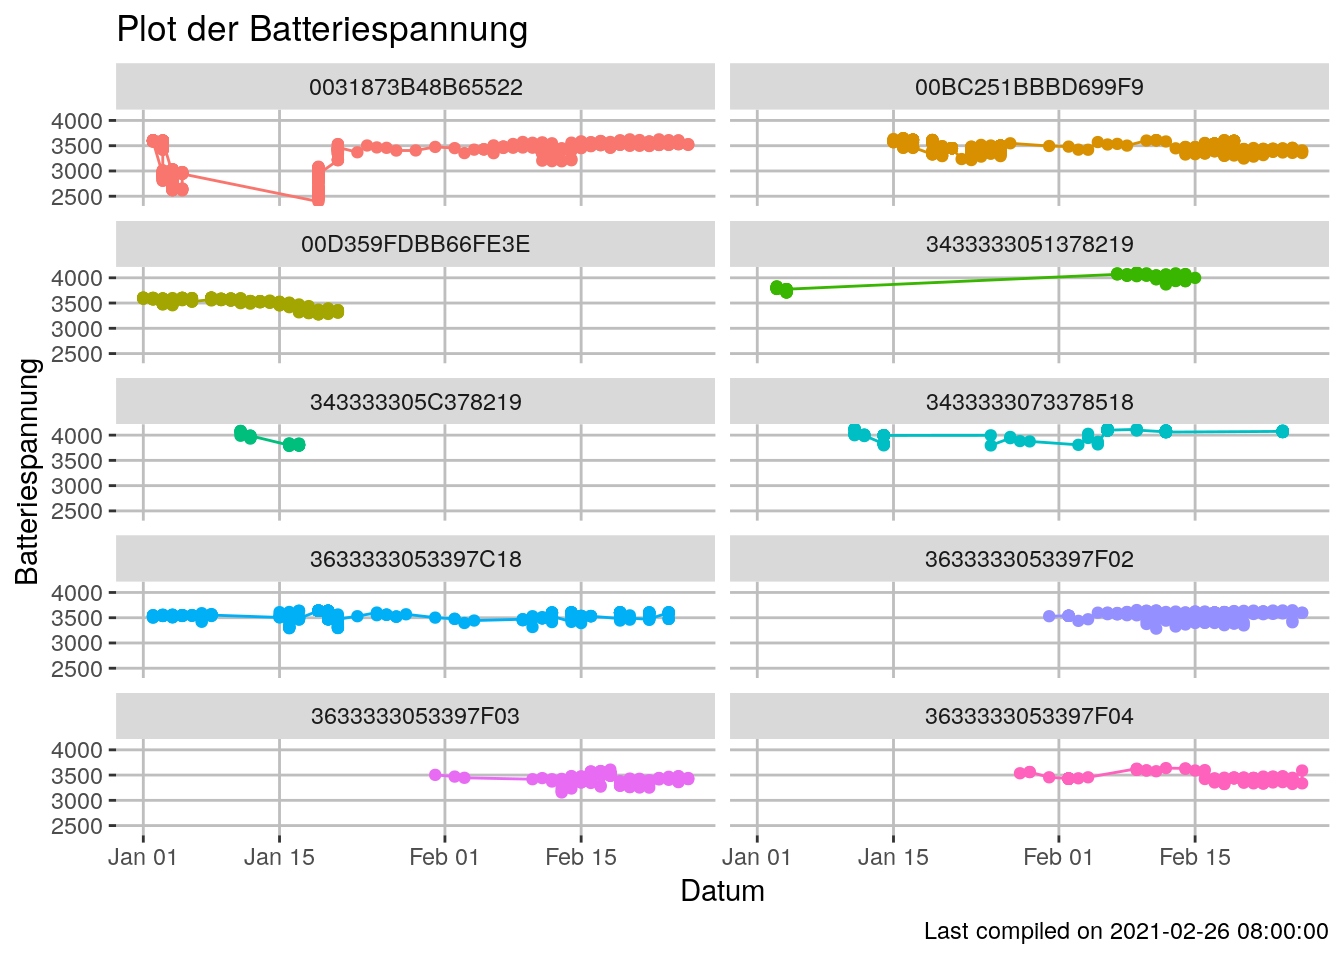 Plot der Batteriespannung
0031873B48B65522
00BC251BBBD699F9
4000
3500
3000
2500
00D359FDBB66FE3E
3433333051378219
4000
3500
3000
2500
343333305C378219
3433333073378518
4000
3500
3000
2500
3633333053397C18
3633333053397F02
4000
3500
3000
2500
3633333053397F03
3633333053397F04
4000
3500
3000
2500
Batteriespannung
Jan 01 Jan 15 Feb 01 Feb 15 Jan 01 Jan 15 Feb 01 Feb 15
Datum
Last compiled on 2021-02-26 08:00:00